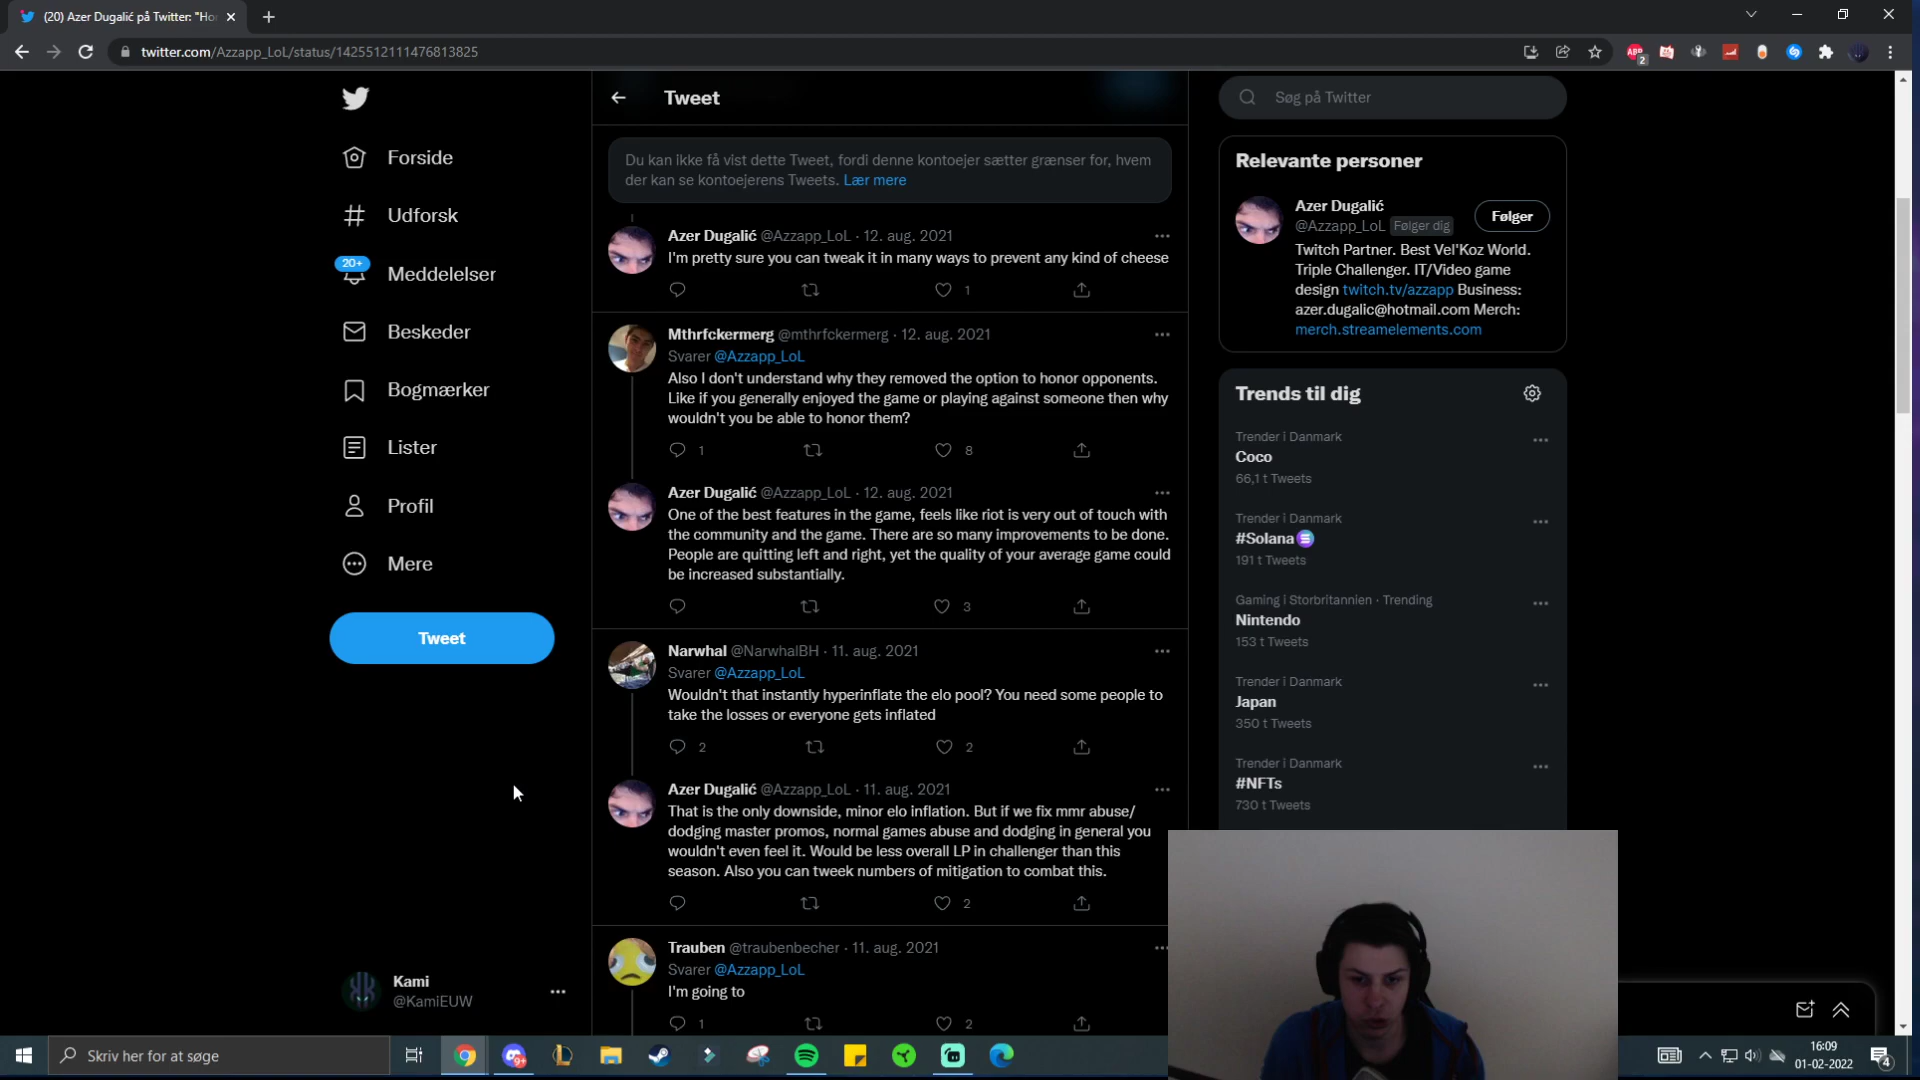 (20) Azer Dugalić på Twitter: "Ho
twitter.com/Azzapp_LoL/status/1425512111476813825
ABP
2
Forside
Udforsk
20+
Meddelelser
Beskeder
Bogmærker
Lister
Profil
Mere
Tweet
Kami
@KamiEUW
Tweet
Du kan ikke få vist dette Tweet, fordi denne kontoejer sætter grænser for, hvem
der kan se kontoejerens Tweets. Lær mere
Azer Dugalić @Azzapp_LoL · 12. aug. 2021
I'm pretty sure you can tweak it in many ways to prevent any kind of cheese
1
Mthrfckermerg @mthrfckermerg · 12. aug. 2021
Svarer @Azzapp_LoL
Also I don't understand why they removed the option to honor opponents.
Like if you generally enjoyed the game or playing against someone then why
wouldn't you be able to honor them?
1 8
Azer Dugalić @Azzapp_LoL · 12. aug. 2021
One of the best features in the game, feels like riot is very out of touch with
the community and the game. There are so many improvements to be done.
People are quitting left and right, yet the quality of your average game could
be increased substantially.
3
Narwhal @NarwhalBH · 11. aug. 2021
Svarer @Azzapp_LoL
Wouldn't that instantly hyperinflate the elo pool? You need some people to
take the losses or everyone gets inflated
2 2
Azer Dugalić @Azzapp_LoL · 11. aug. 2021
That is the only downside, minor elo inflation. But if we fix mmr abuse/
dodging master promos, normal games abuse and dodging in general you
wouldn't even feel it. Would be less overall LP in challenger than this
season. Also you can tweek numbers of mitigation to combat this.
2
Trauben @traubenbecher · 11. aug. 2021
Svarer @Azzapp_LoL
I'm going to
1 2
Søg på Twitter
Relevante personer
Azer Dugalić
@Azzapp_LoL Følger dig
Følger
Twitch Partner. Best Vel'Koz World.
Triple Challenger. IT/Video game
design twitch.tv/azzapp Business:
azer.dugalic@hotmail.com Merch:
merch.streamelements.com
Trends til dig
Trender i Danmark
Coco
66,1 t Tweets
Trender i Danmark
#Solana
191 t Tweets
Gaming i Storbritannien · Trending
Nintendo
153 t Tweets
Trender i Danmark
Japan
350 t Tweets
Trender i Danmark
#NFTs
730 t Tweets
Skriv her for at søge
9+
16:09
01-02-2022
4